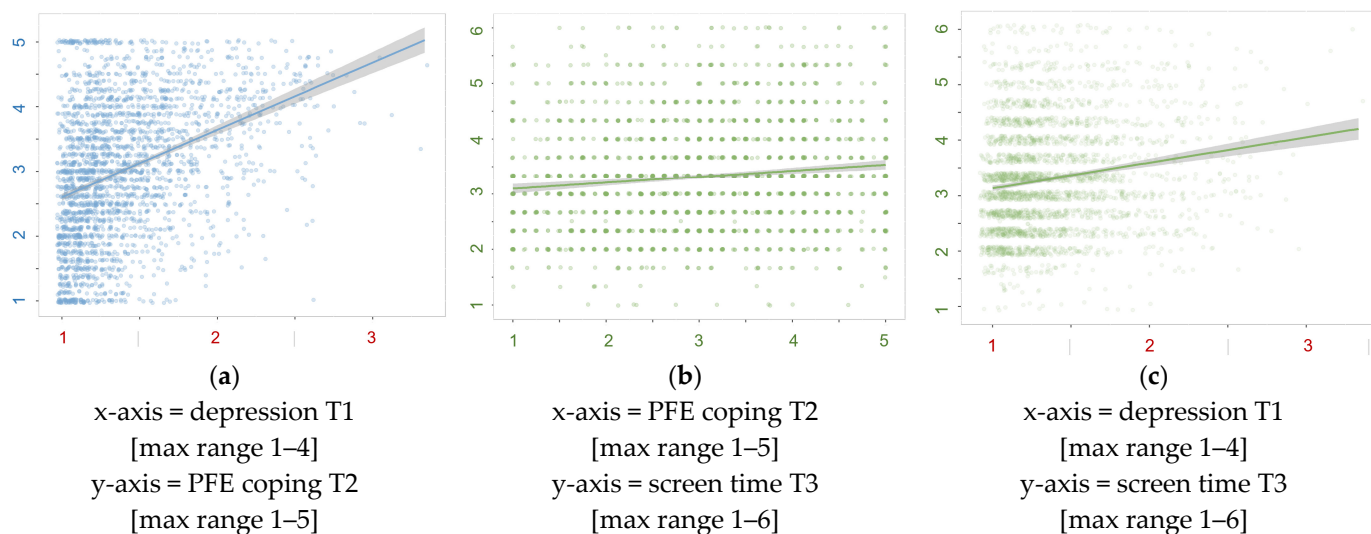 5
4
3
2
1
1 2 3
(a)
x-axis = depression T1
[max range 1–4]
y-axis = PFE coping T2
[max range 1–5]
6
5
4
3
2
1
1 2 3 4 5
(b)
x-axis = PFE coping T2
[max range 1–5]
y-axis = screen time T3
[max range 1–6]
6
5
4
3
2
1
1 2 3
(c)
x-axis = depression T1
[max range 1–4]
y-axis = screen time T3
[max range 1–6]